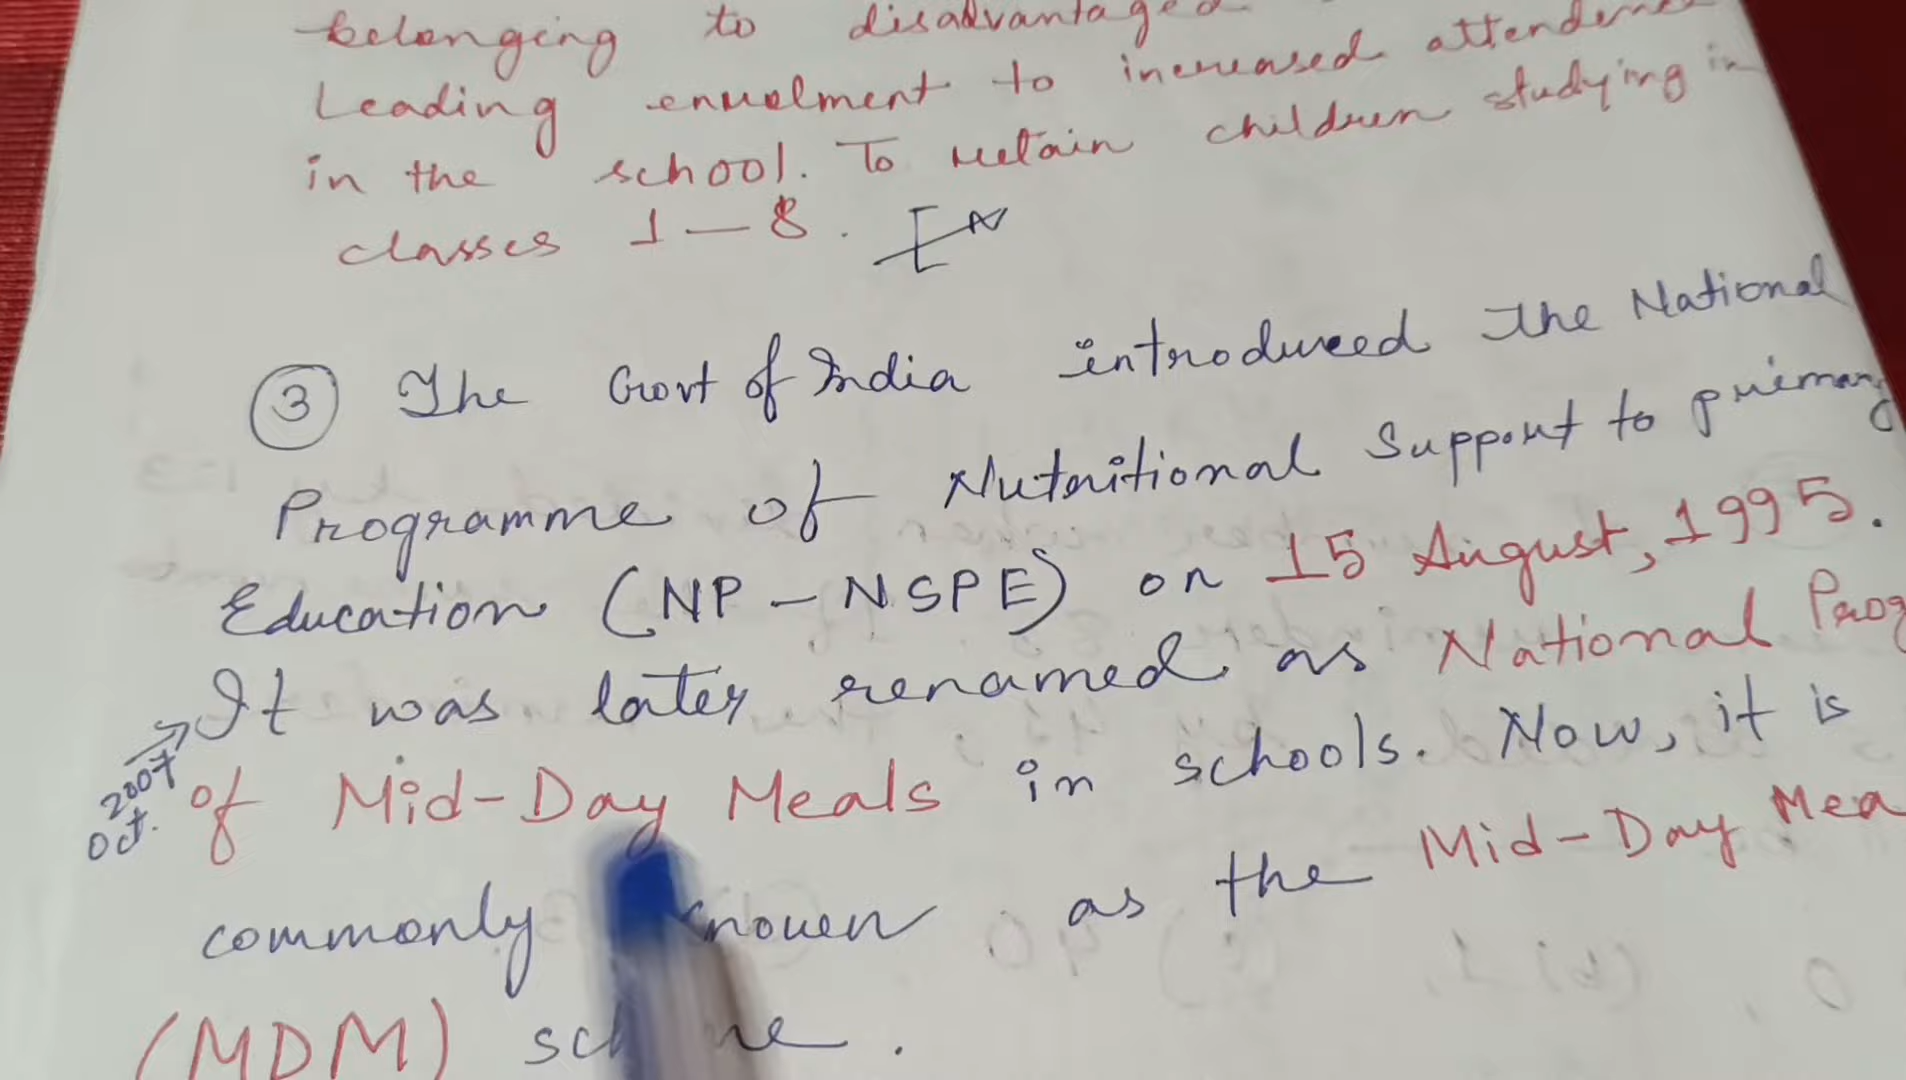 belonging to disadvantaged
Leading enrolment to increased attendence
in the school. To retain children studying in
classes 1 – 8.
③ The Govt of India introduced the National
Programme of Nutritional Support to primary
Education (NP – NSPE) on 15 August, 1995.
→ It was later renamed as National Prog
2007
Oct.
of Mid-Day Meals in schools. Now, it is
commonly known as the Mid-Day Mea
(MDM) scheme.